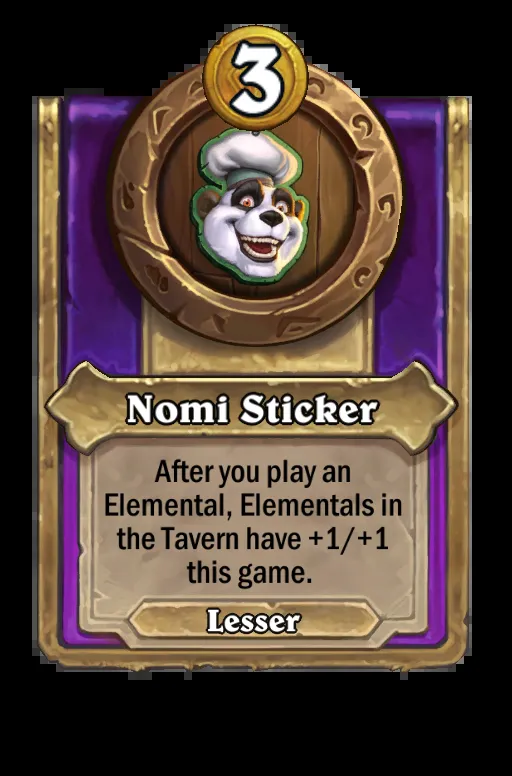 3
Nomi Sticker
After you play an
Elemental, Elementals in
the Tavern have +1/+1
this game.
Lesser